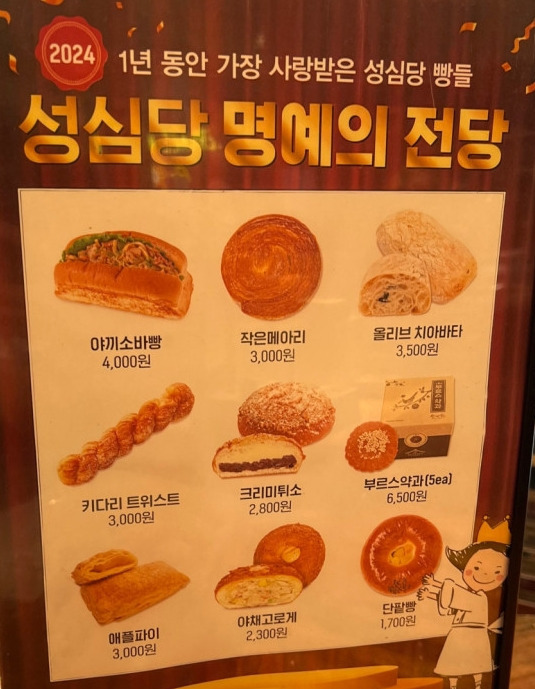 2024
1년 동안 가장 사랑받은 성심당 빵들
성심당 명예의 전당
야끼소바빵
4,000원
작은메아리
3,000원
올리브 치아바타
3,500원
키다리 트위스트
3,000원
크리미튀소
2,800원
부르스약과(5ea)
6,500원
애플파이
3,000원
야채고로게
2,300원
단팥빵
1,700원